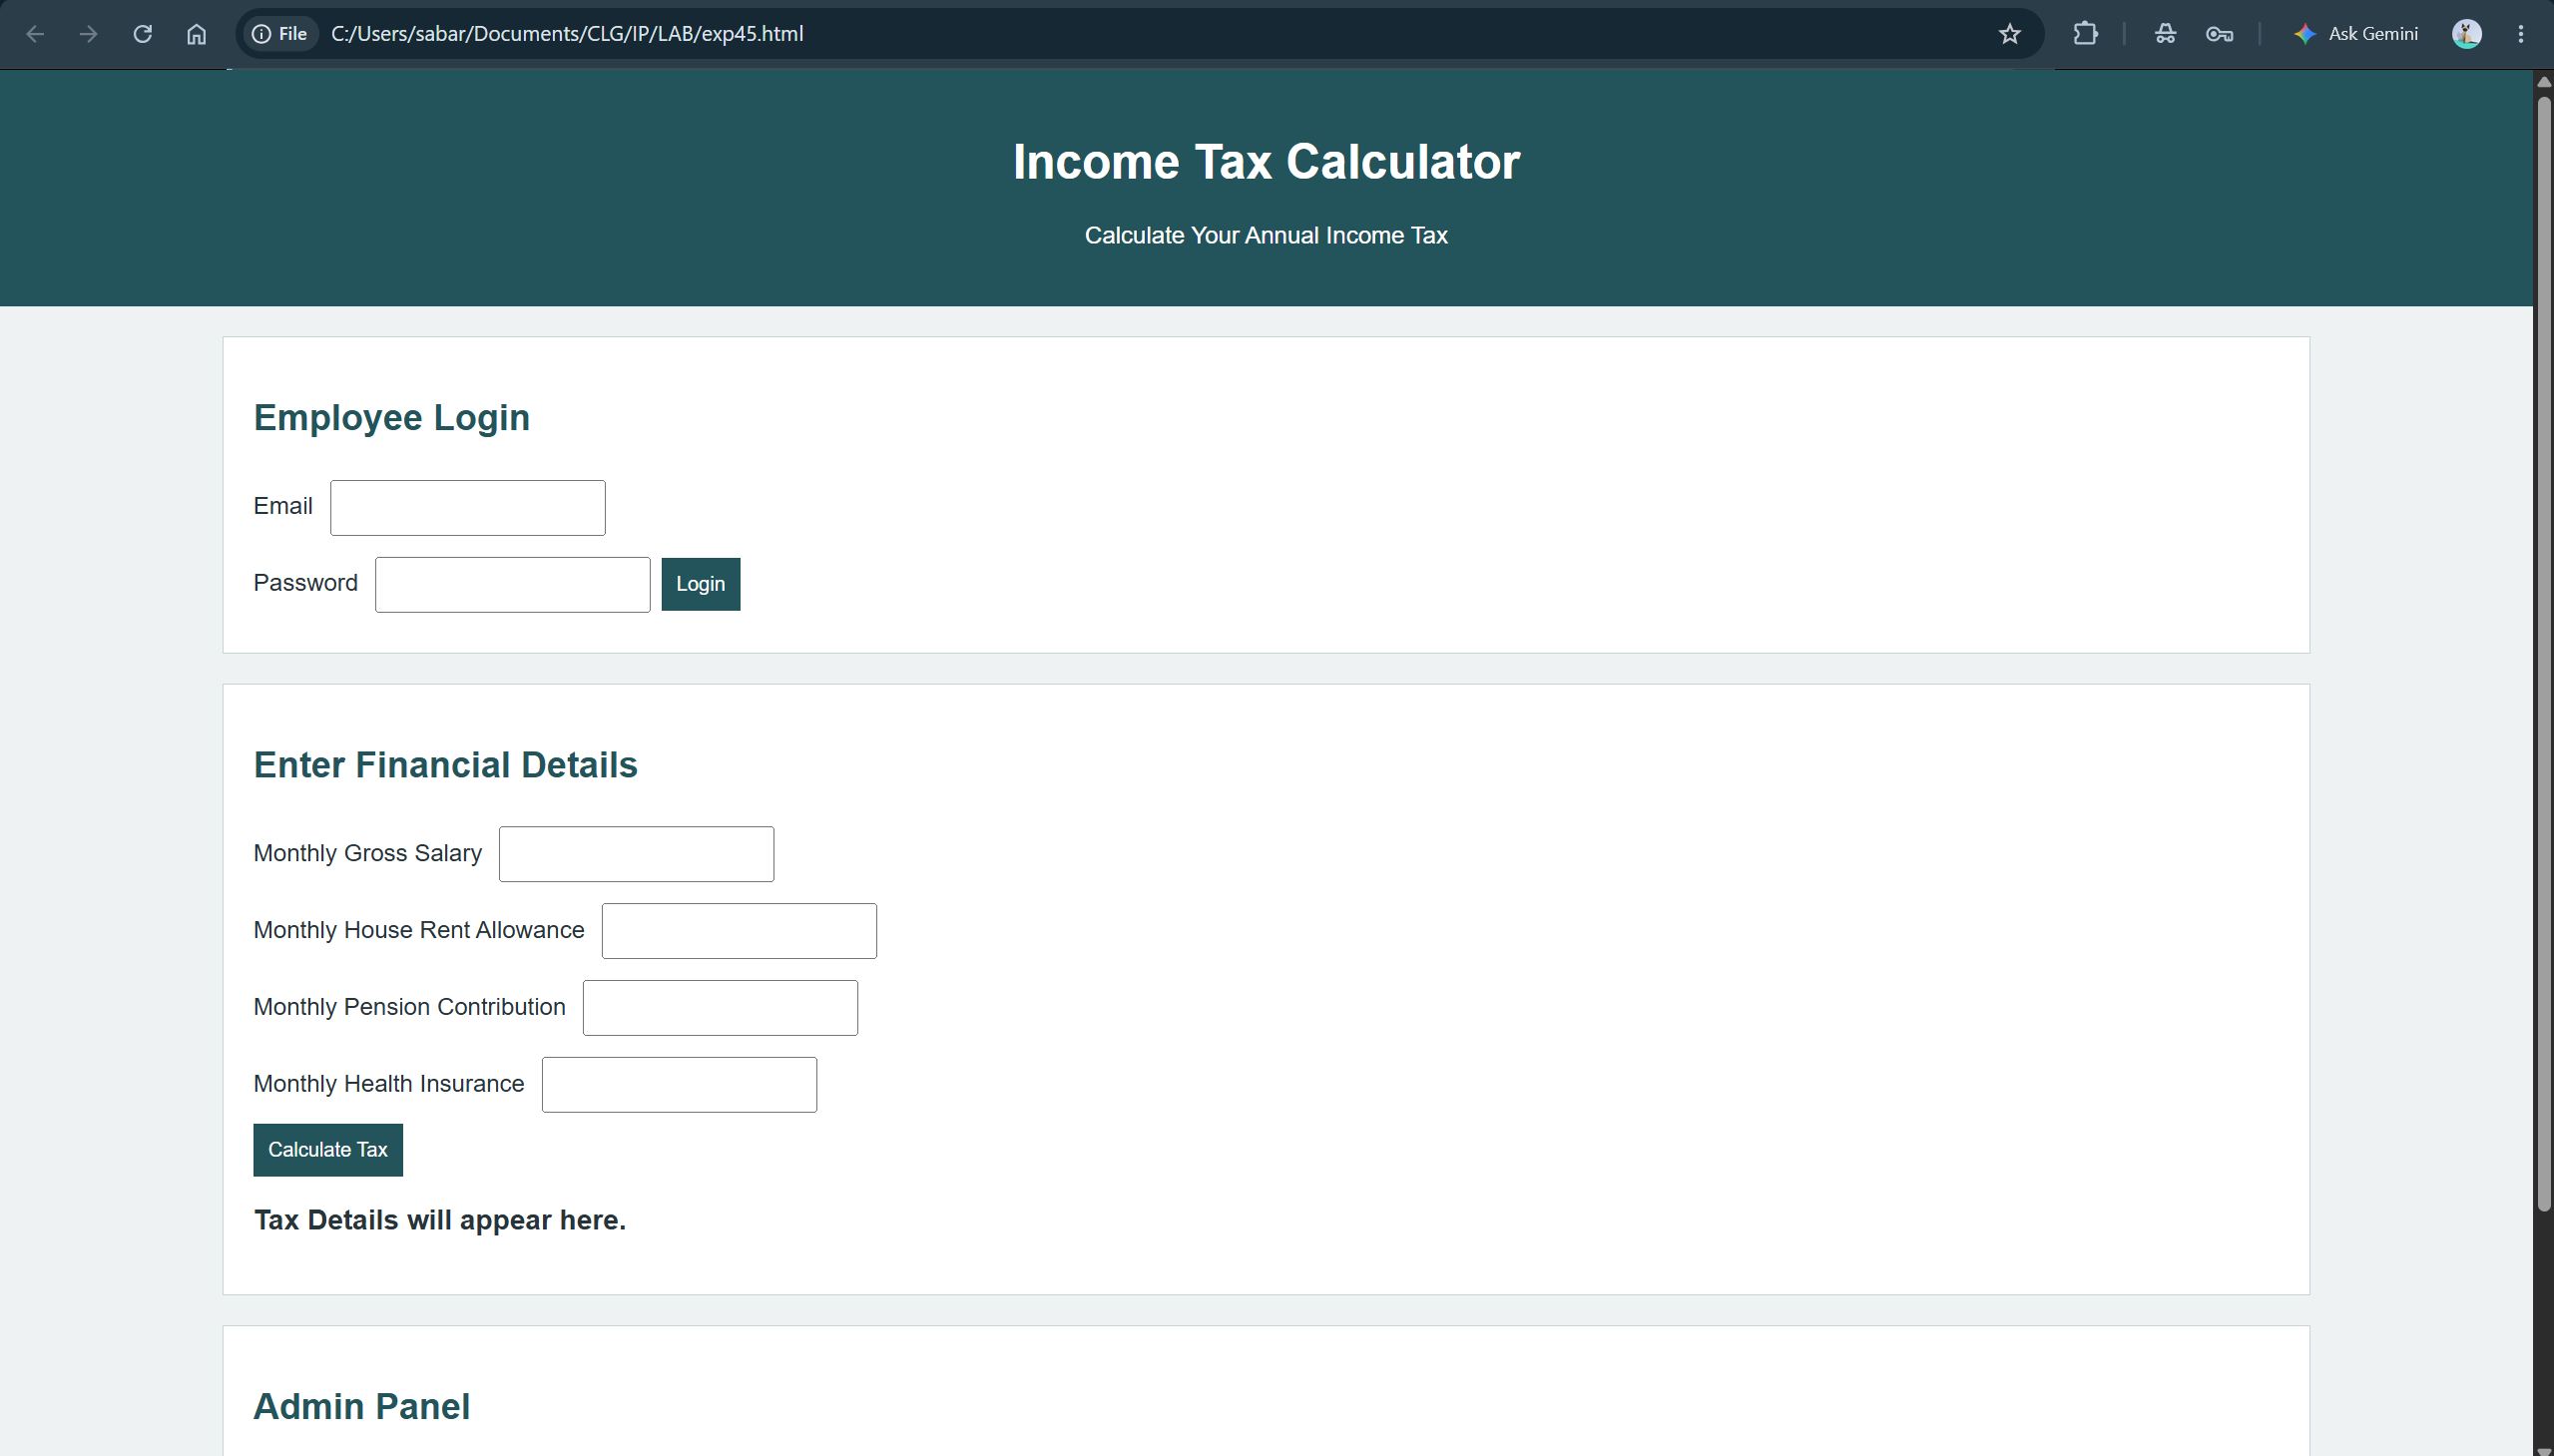 File C:/Users/sabar/Documents/CLG/IP/LAB/exp45.html Ask Gemini
Income Tax Calculator
Calculate Your Annual Income Tax
Employee Login
Email
Password Login
Enter Financial Details
Monthly Gross Salary
Monthly House Rent Allowance
Monthly Pension Contribution
Monthly Health Insurance
Calculate Tax
Tax Details will appear here.
Admin Panel